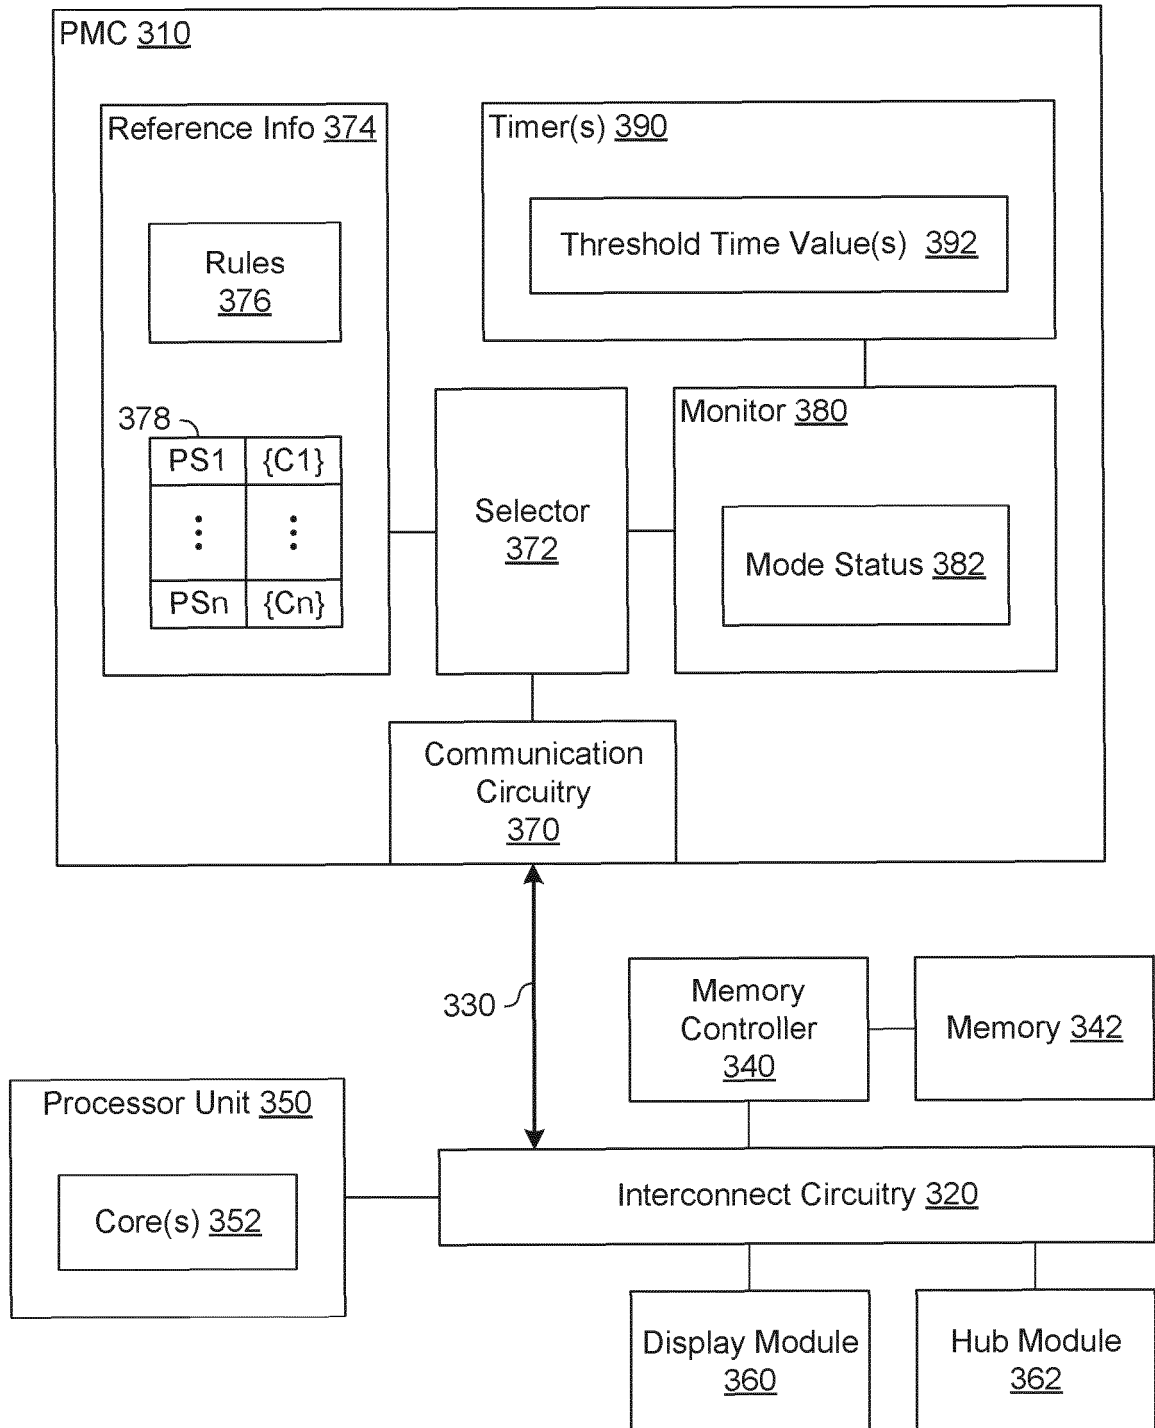 PMC 310
Reference Info 374
Timer(s) 390
Rules
376
Threshold Time Value(s) 392
378
PS1 {C1}
PSn {Cn}
Selector
372
Monitor 380
Mode Status 382
Communication
Circuitry
370
330
Memory
Controller
340
Memory 342
Processor Unit 350
Core(s) 352
Interconnect Circuitry 320
Display Module
360
Hub Module
362